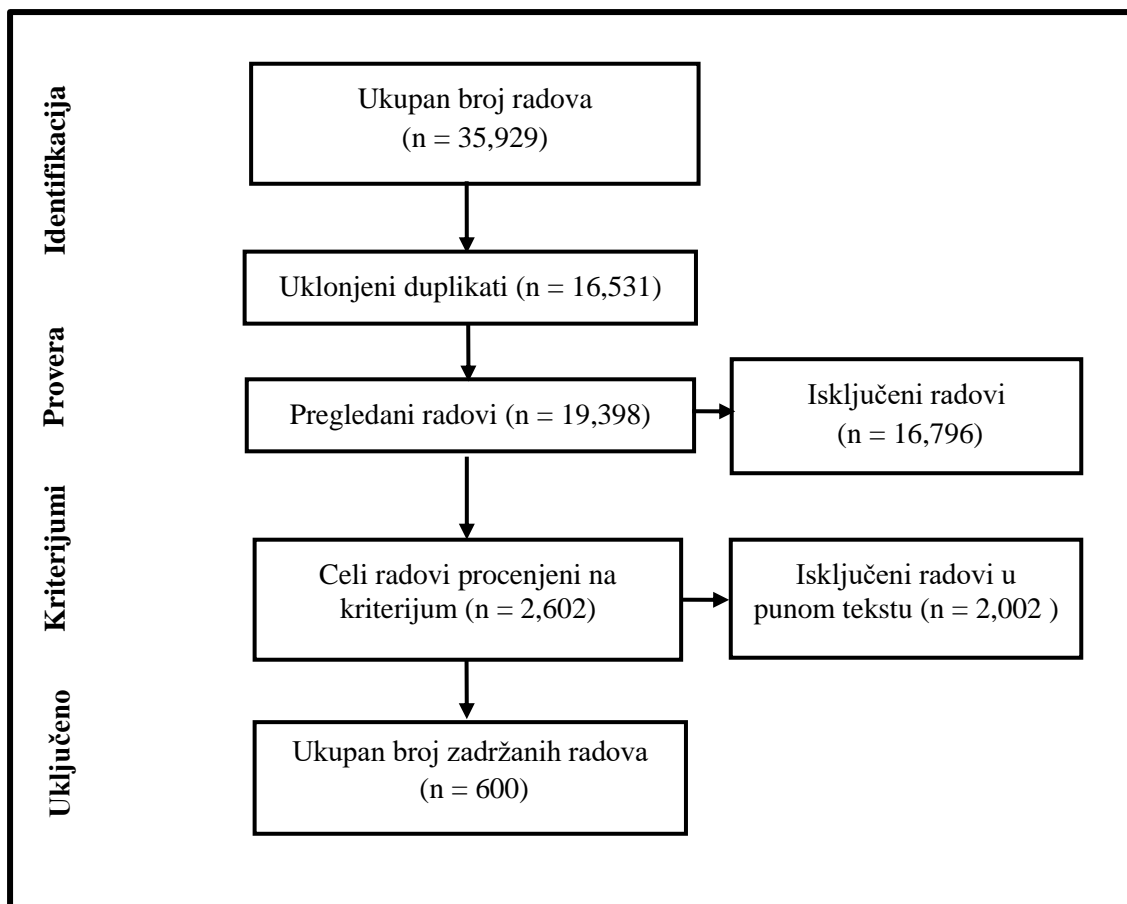 Identifikacija
Ukupan broj radova
(n = 35,929)
Uklonjeni duplikati (n = 16,531)
Provera
Pregledani radovi (n = 19,398)
Isključeni radovi
(n = 16,796)
Kriterijumi
Celi radovi procenjeni na
kriterijum (n = 2,602)
Isključeni radovi u
punom tekstu (n = 2,002 )
Uključeno
Ukupan broj zadržanih radova
(n = 600)